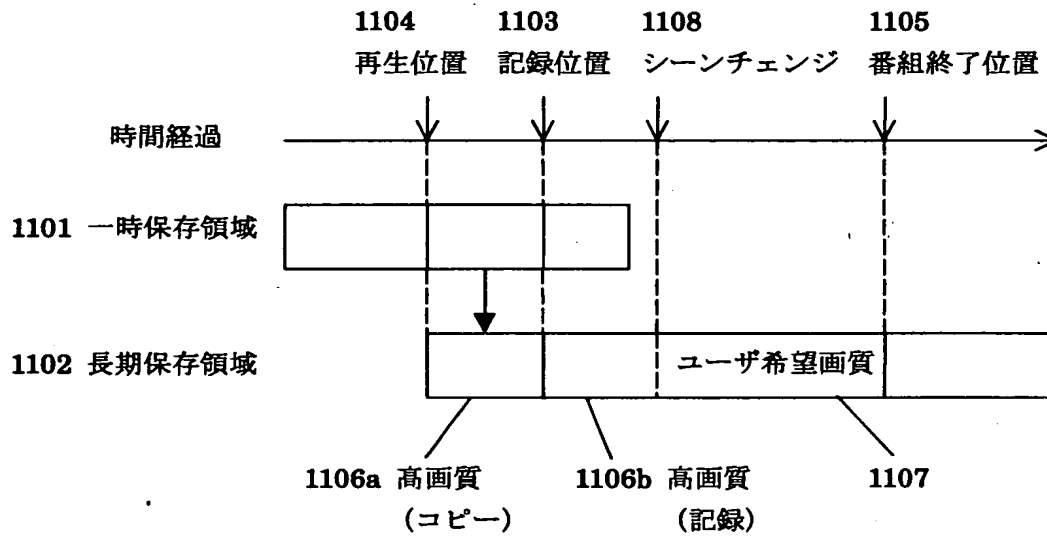 1104
再生位置
1103
記録位置
1108
シーンチェンジ
1105
番組終了位置
時間経過
1101 一時保存領域
1102 長期保存領域
ユーザ希望画質
1106a 高画質
(コピー)
1106b 高画質
(記録)
1107